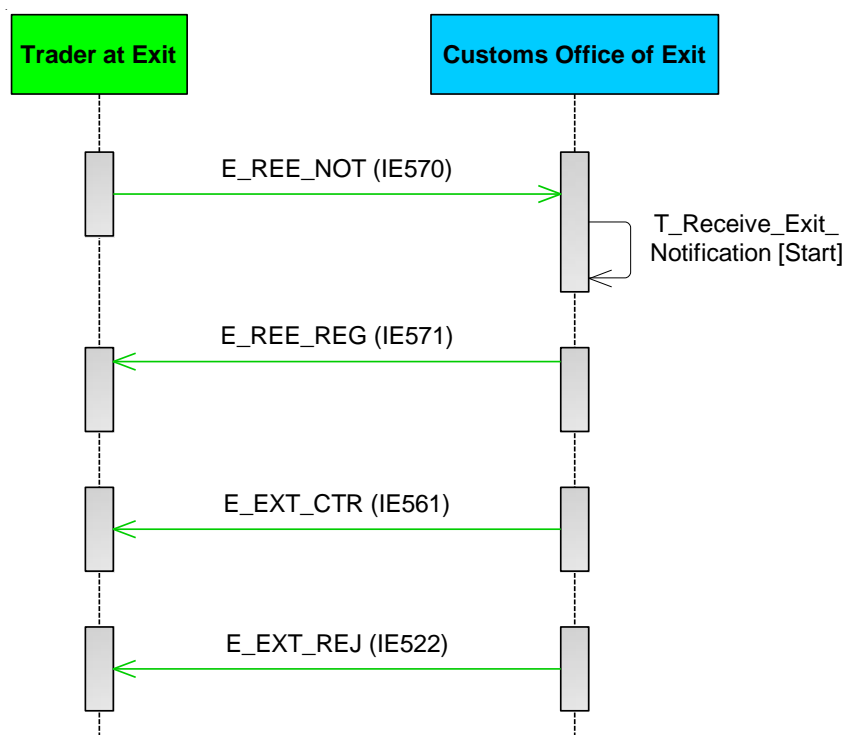 Trader at Exit
Customs Office of Exit
E_REE_NOT (IE570)
T_Receive_Exit_
Notification [Start]
E_REE_REG (IE571)
E_EXT_CTR (IE561)
E_EXT_REJ (IE522)